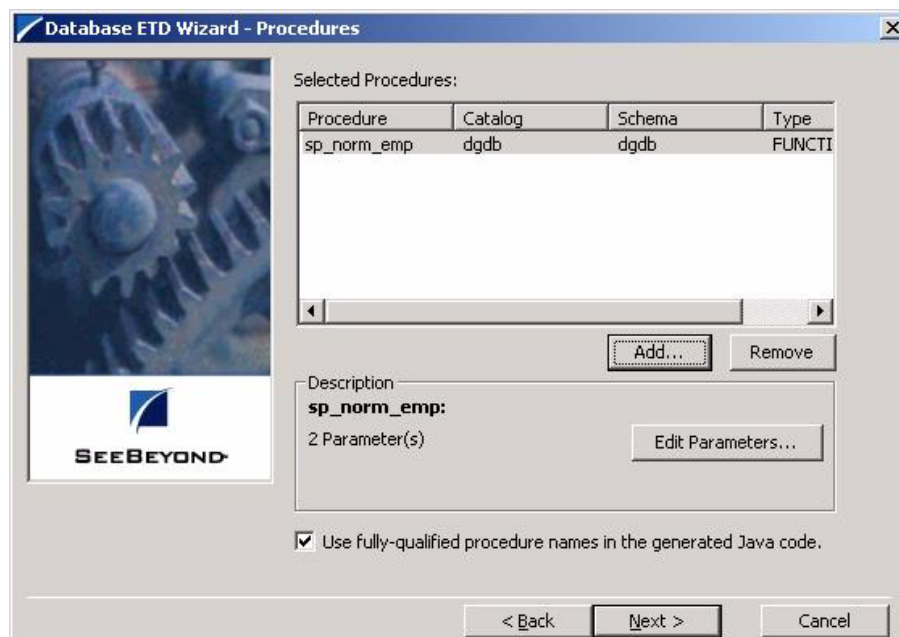 Database ETD Wizard - Procedures
Selected Procedures:
Procedure Catalog Schema Type
sp_norm_emp dgdb dgdb FUNCTI
Add... Remove
Description
sp_norm_emp:
2 Parameter(s)
Edit Parameters...
SEEBEYOND
Use fully-qualified procedure names in the generated Java code.
< Back Next > Cancel